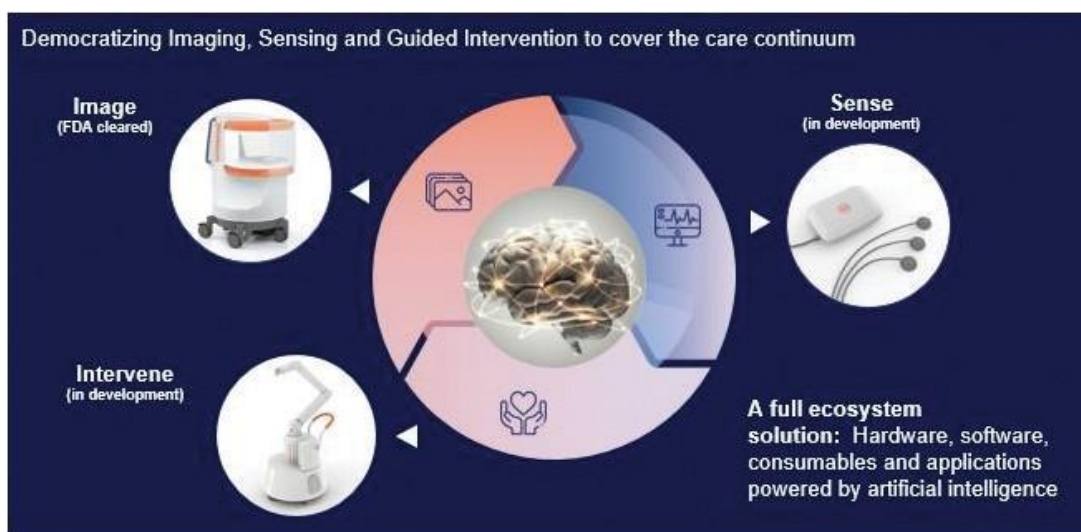 Democratizing Imaging, Sensing and Guided Intervention to cover the care continuum
Image
(FDA cleared)
Sense
(in development)
Intervene
(in development)
A full ecosystem
solution: Hardware, software,
consumables and applications
powered by artificial intelligence